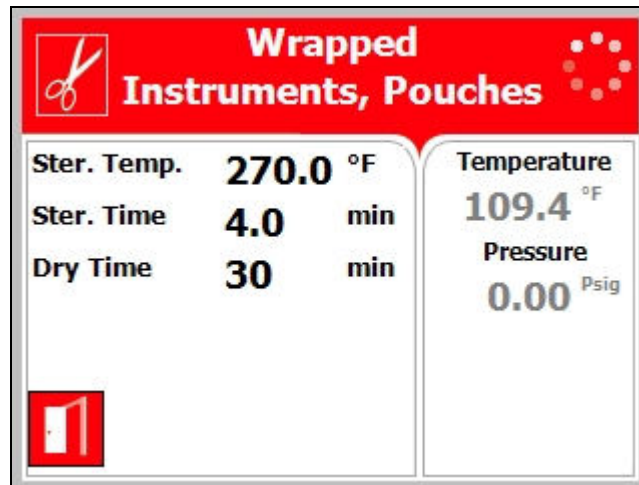 Wrapped
Instruments, Pouches
Ster. Temp. 270.0 °F
Ster. Time 4.0 min
Dry Time 30 min
Temperature
109.4 °F
Pressure
0.00 Psig